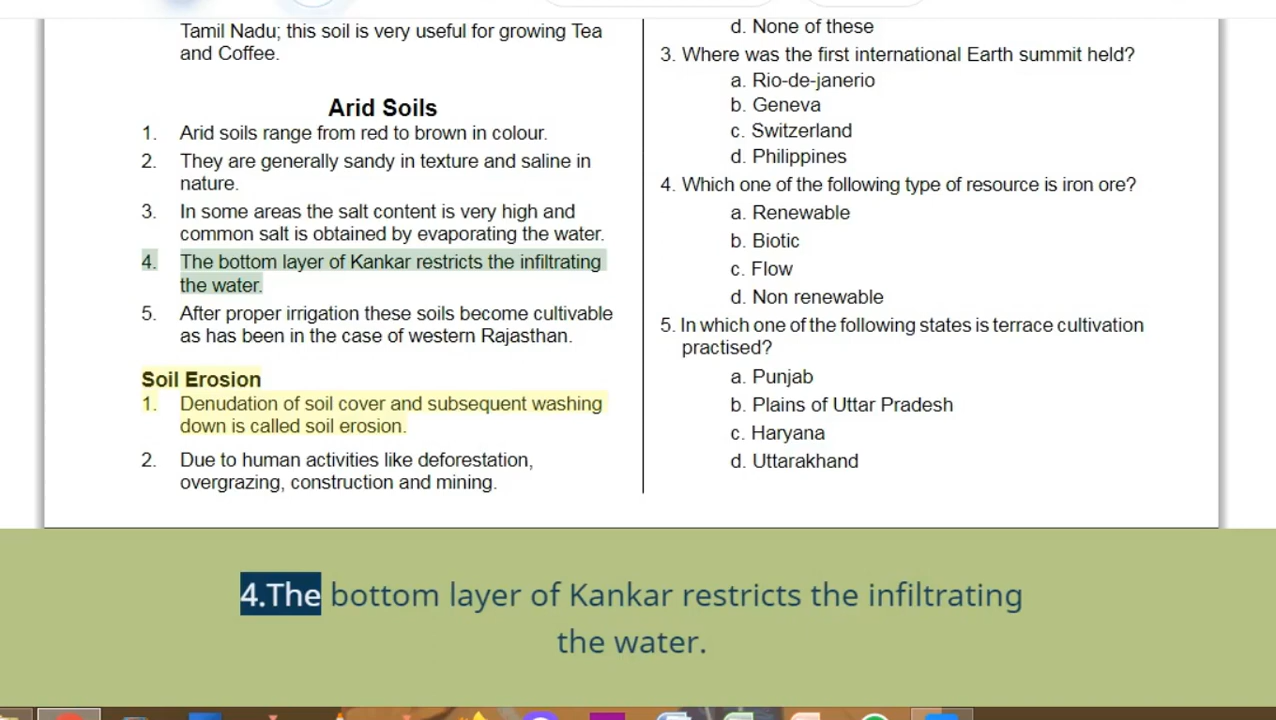 Tamil Nadu; this soil is very useful for growing Tea
and Coffee.
Arid Soils
1. Arid soils range from red to brown in colour.
2. They are generally sandy in texture and saline in
nature.
3. In some areas the salt content is very high and
common salt is obtained by evaporating the water.
4. The bottom layer of Kankar restricts the infiltrating
the water.
5. After proper irrigation these soils become cultivable
as has been in the case of western Rajasthan.
Soil Erosion
1. Denudation of soil cover and subsequent washing
down is called soil erosion.
2. Due to human activities like deforestation,
overgrazing, construction and mining.
d. None of these
3. Where was the first international Earth summit held?
a. Rio-de-janerio
b. Geneva
c. Switzerland
d. Philippines
4. Which one of the following type of resource is iron ore?
a. Renewable
b. Biotic
c. Flow
d. Non renewable
5. In which one of the following states is terrace cultivation
practised?
a. Punjab
b. Plains of Uttar Pradesh
c. Haryana
d. Uttarakhand
4.The bottom layer of Kankar restricts the infiltrating
the water.